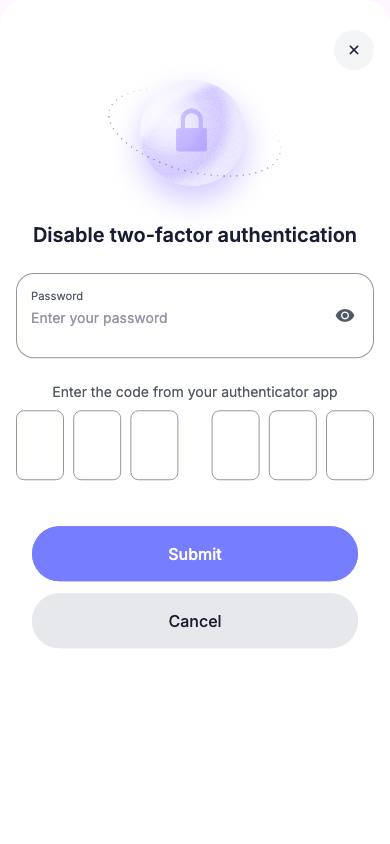 Disable two-factor authentication
Password
Enter your password
Enter the code from your authenticator app
Submit
Cancel